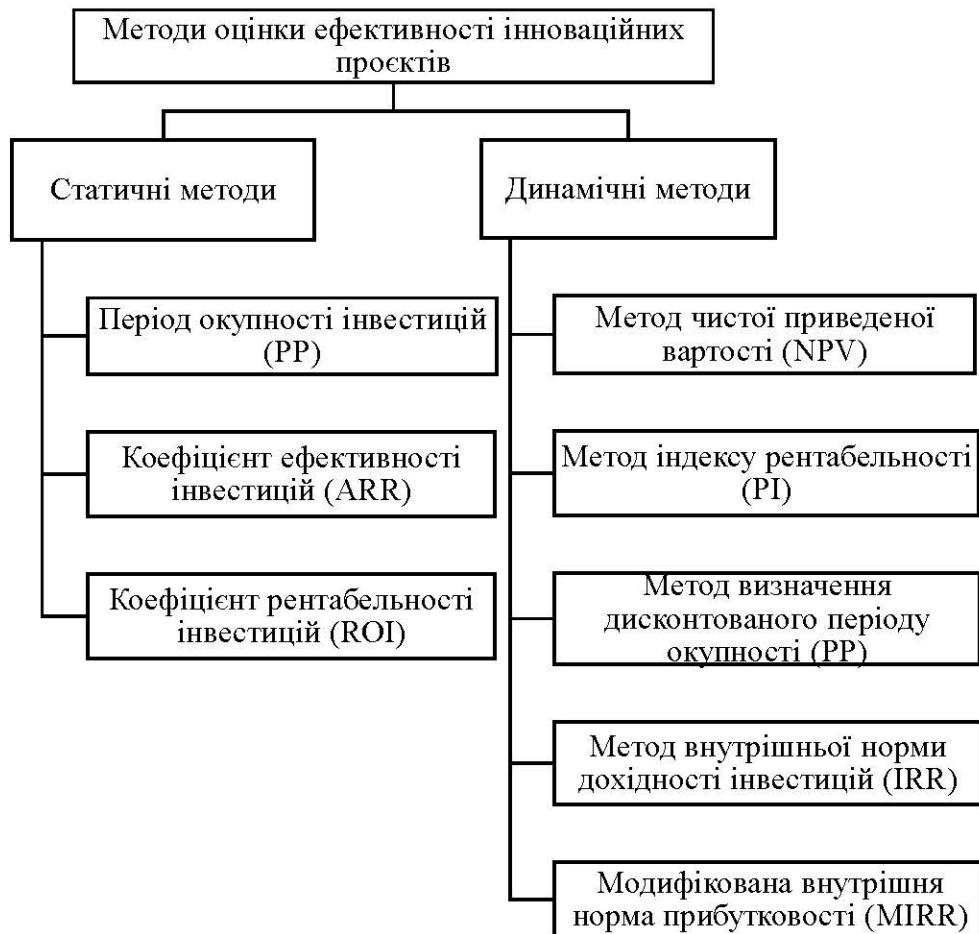 Методи оцінки ефективності інноваційних
проєктів
Статичні методи
Динамічні методи
Період окупності інвестицій
(PP)
Коефіцієнт ефективності
інвестицій (ARR)
Коефіцієнт рентабельності
інвестицій (ROI)
Метод чистої приведеної
вартості (NPV)
Метод індексу рентабельності
(PI)
Метод визначення
дисконтованого періоду
окупності (PP)
Метод внутрішньої норми
дохідності інвестицій (IRR)
Модифікована внутрішня
норма прибутковості (MIRR)